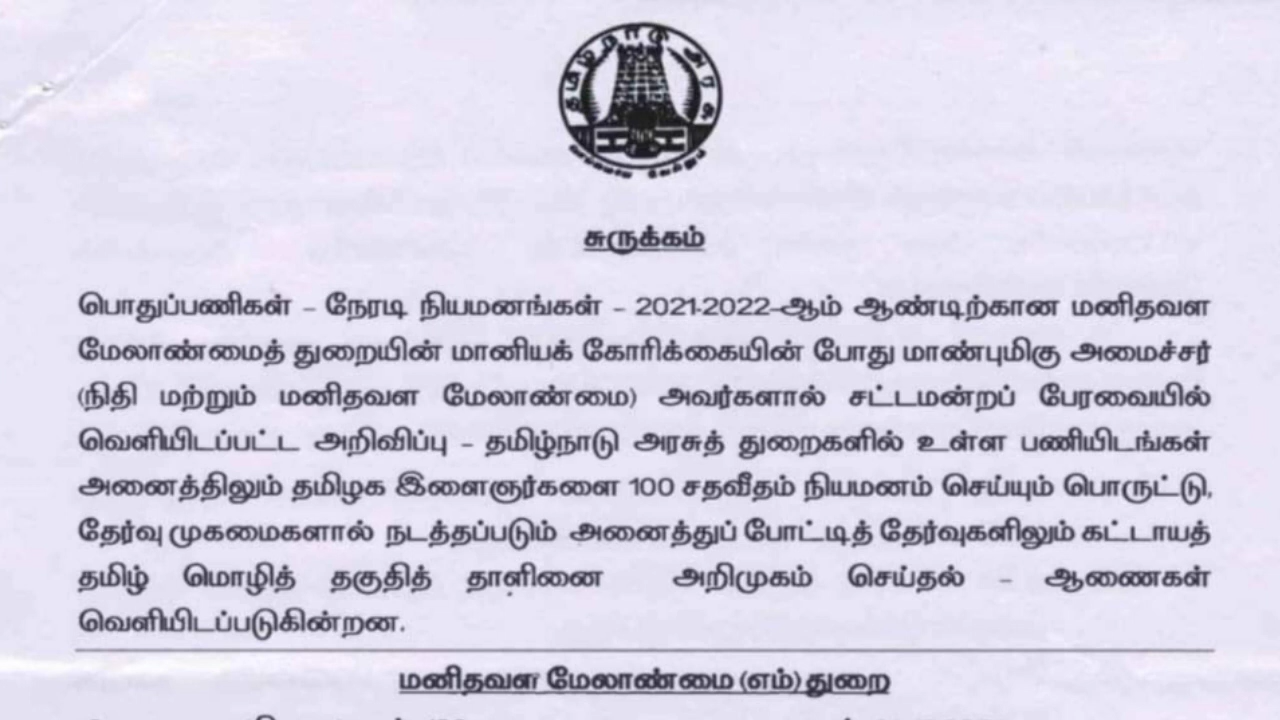 தமிழ்நாடு அரசு
வாய்மையே வெல்லும்
சுருக்கம்
பொதுப்பணிகள் – நேரடி நியமனங்கள் – 2021-2022-ஆம் ஆண்டிற்கான மனிதவள
மேலாண்மைத் துறையின் மானியக் கோரிக்கையின் போது மாண்புமிகு அமைச்சர்
(நிதி மற்றும் மனிதவள மேலாண்மை) அவர்களால் சட்டமன்றப் பேரவையில்
வெளியிடப்பட்ட அறிவிப்பு – தமிழ்நாடு அரசுத் துறைகளில் உள்ள பணியிடங்கள்
அனைத்திலும் தமிழக இளைஞர்களை 100 சதவீதம் நியமனம் செய்யும் பொருட்டு,
தேர்வு முகமைகளால் நடத்தப்படும் அனைத்துப் போட்டித் தேர்வுகளிலும் கட்டாயத்
தமிழ் மொழித் தகுதித் தாளினை அறிமுகம் செய்தல் – ஆணைகள்
வெளியிடப்படுகின்றன.
மனிதவள மேலாண்மை (எம்) துறை